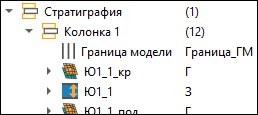 Стратиграфия (1)
Колонка 1 (12)
Граница модели Граница_ГМ
Ю1_1_кр Г
Ю1_1 З
Ю1_1_под Г